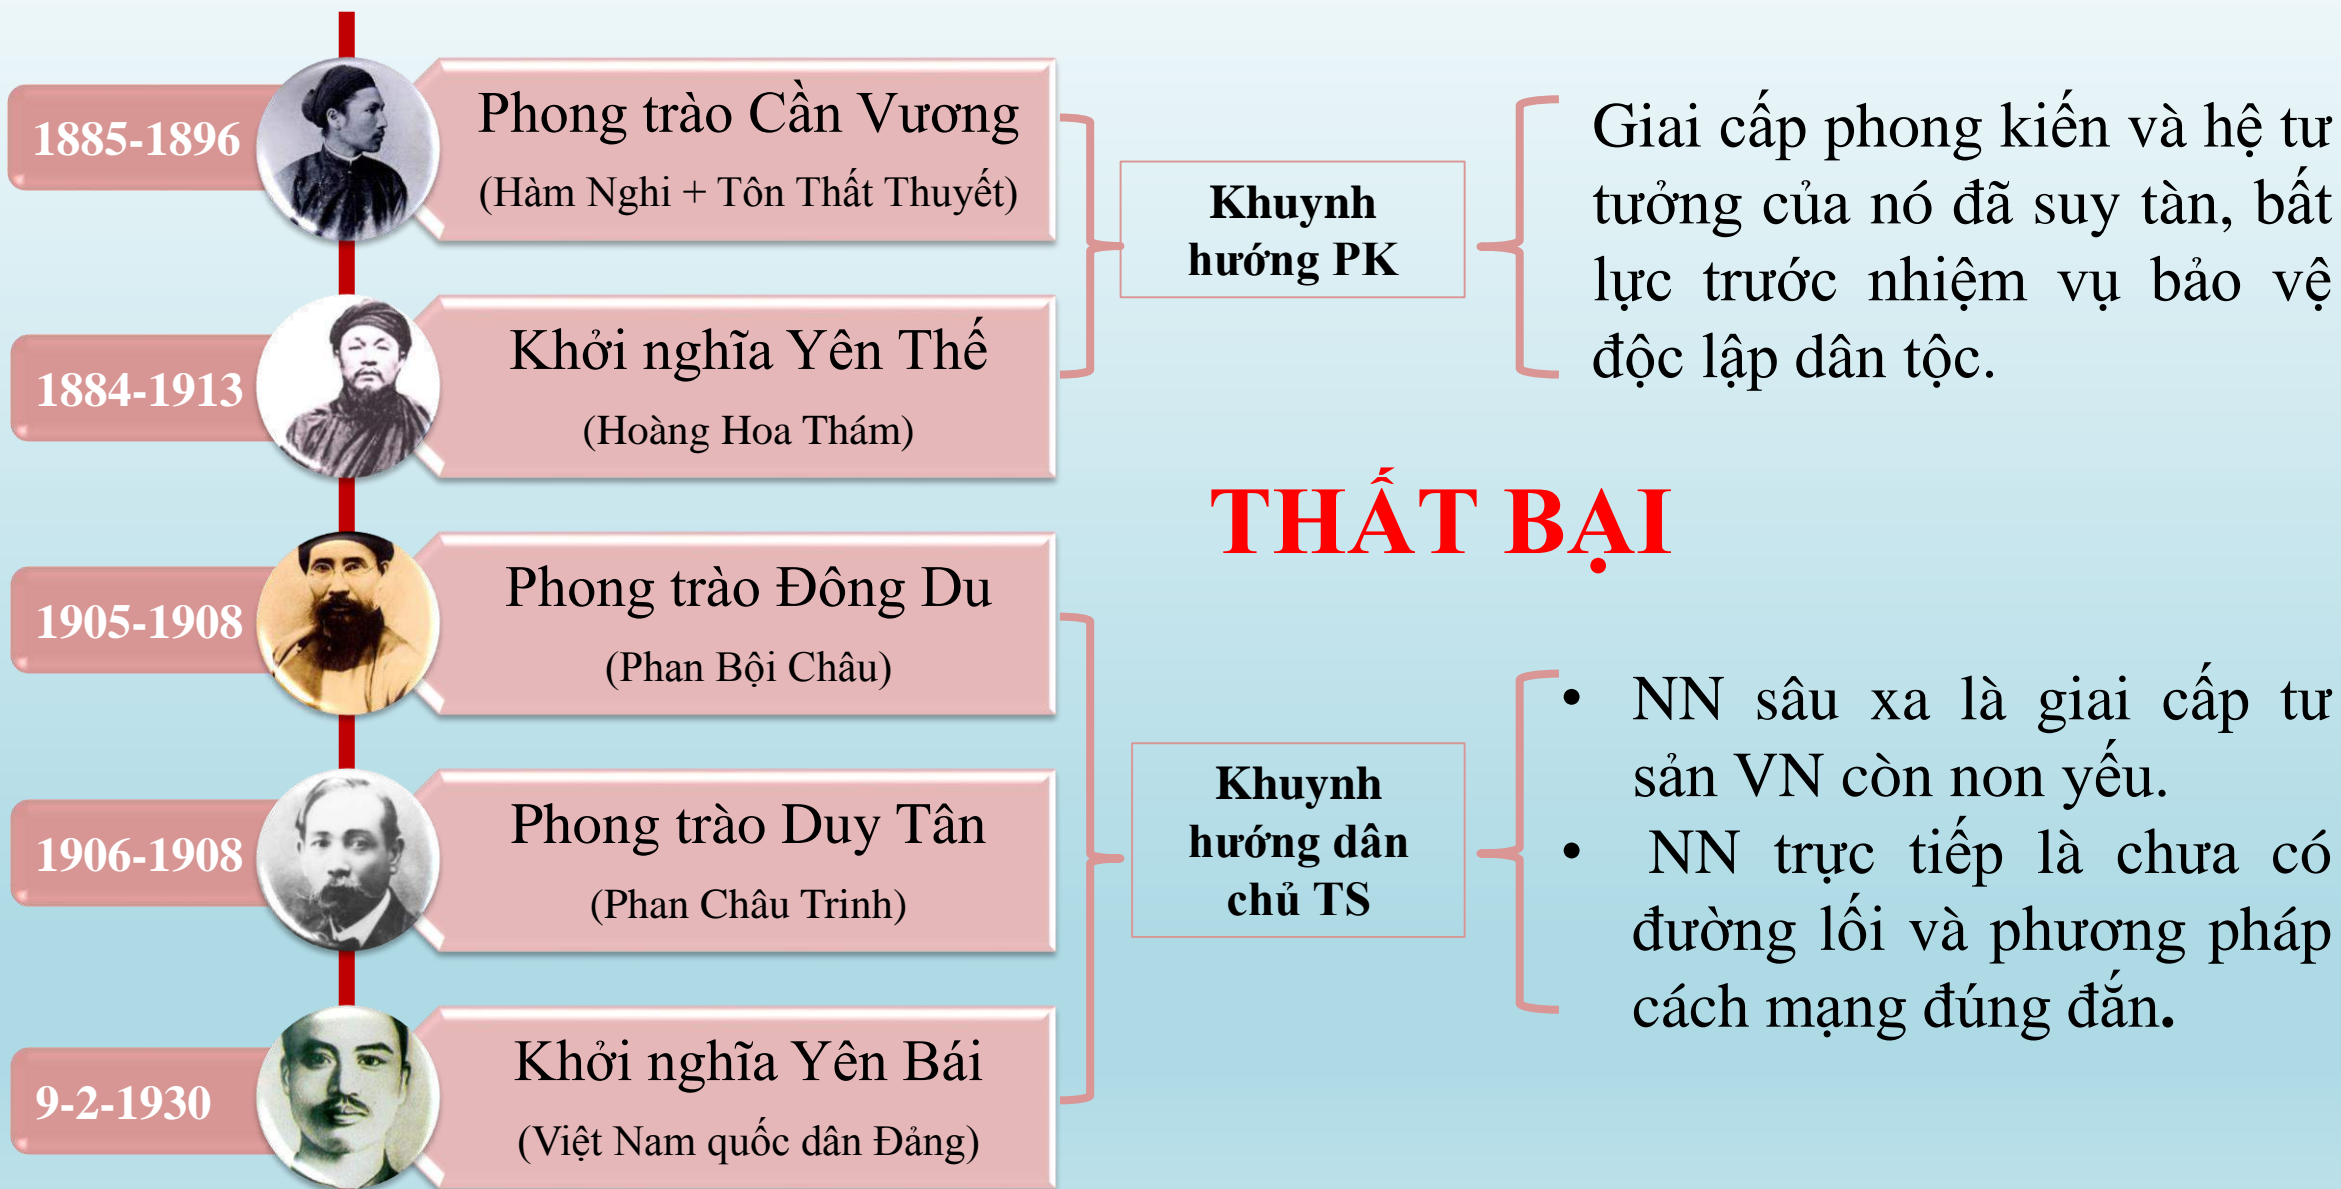 1885-1896
Phong trào Cần Vương
(Hàm Nghi + Tôn Thất Thuyết)
1884-1913
Khởi nghĩa Yên Thế
(Hoàng Hoa Thám)
Khuynh
hướng PK
Giai cấp phong kiến và hệ tư
tưởng của nó đã suy tàn, bất
lực trước nhiệm vụ bảo vệ
độc lập dân tộc.
THẤT BẠI
1905-1908
Phong trào Đông Du
(Phan Bội Châu)
1906-1908
Phong trào Duy Tân
(Phan Châu Trinh)
9-2-1930
Khởi nghĩa Yên Bái
(Việt Nam quốc dân Đảng)
Khuynh
hướng dân
chủ TS
• NN sâu xa là giai cấp tư
sản VN còn non yếu.
• NN trực tiếp là chưa có
đường lối và phương pháp
cách mạng đúng đắn.